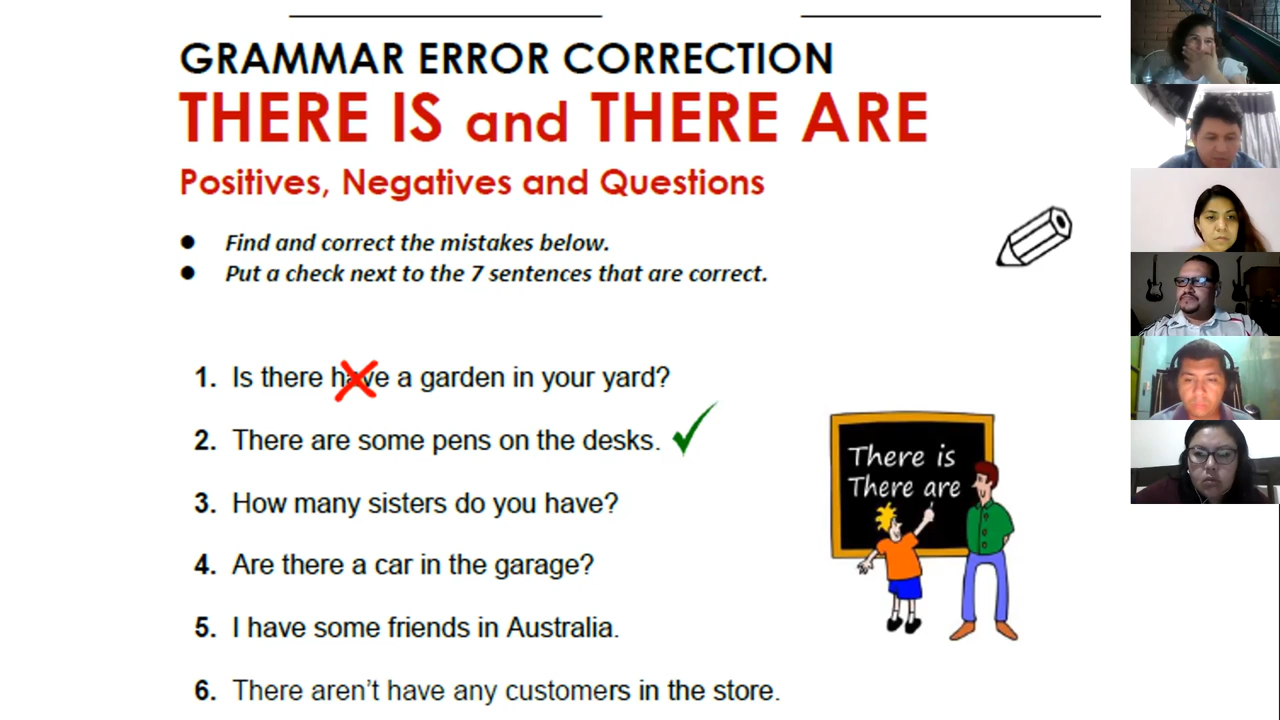 GRAMMAR ERROR CORRECTION
THERE IS and THERE ARE
Positives, Negatives and Questions
● Find and correct the mistakes below.
● Put a check next to the 7 sentences that are correct.
1. Is there have a garden in your yard?
2. There are some pens on the desks.
3. How many sisters do you have?
4. Are there a car in the garage?
5. I have some friends in Australia.
6. There aren't have any customers in the store.
There is
There are